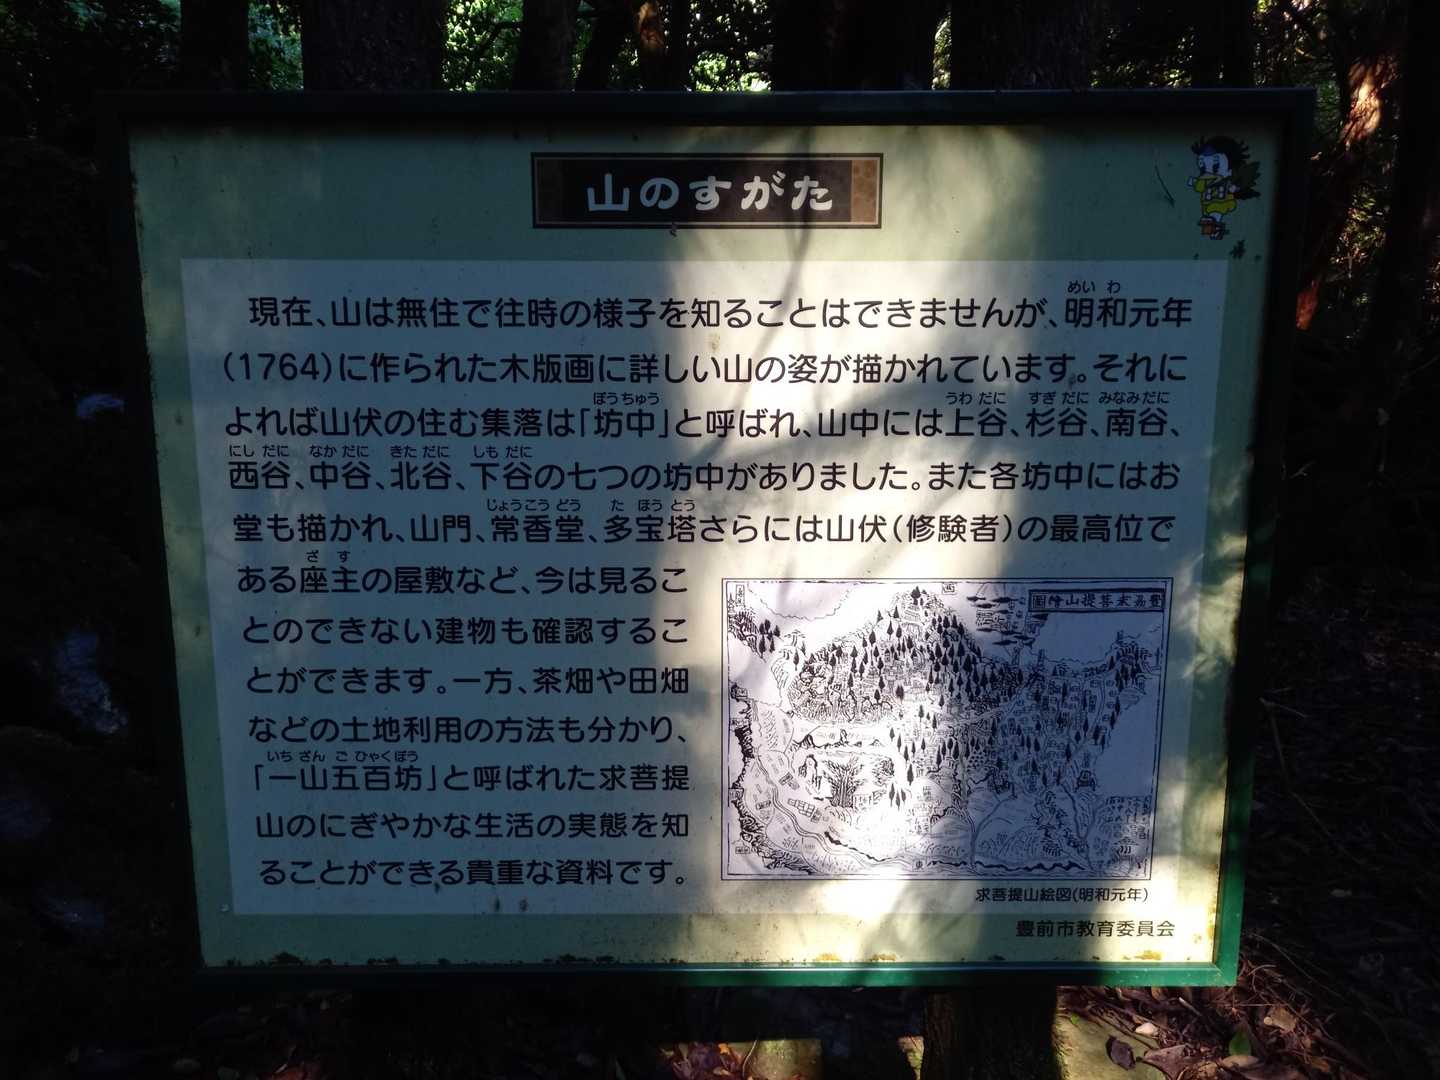 山のすがた
現在、山は無住で往時の様子を知ることはできませんが、明和元年
めい わ
(1764)に作られた木版画に詳しい山の姿が描かれています。それに
よれば山伏の住む集落は「坊中」と呼ばれ、山中には上谷、杉谷、南谷、
ぼうちゅう うわ だに すぎ だに みなみ だに
西谷、中谷、北谷、下谷の七つの坊中がありました。また各坊中にはお
にし だに なか だに きた だに しも だに
堂も描かれ、山門、常香堂、多宝塔さらには山伏(修験者)の最高位で
じょうこう どう た ほう とう
ある座主の屋敷など、今は見るこ
ざ す
とのできない建物も確認するこ
とができます。一方、茶畑や田畑
などの土地利用の方法も分かり、
「一山五百坊」と呼ばれた求菩提
いち ざん ご ひゃくぼう
山のにぎやかな生活の実態を知
ることができる貴重な資料です。
西
圖繪山提菩求
東
求菩提山絵図(明和元年)
豊前市教育委員会